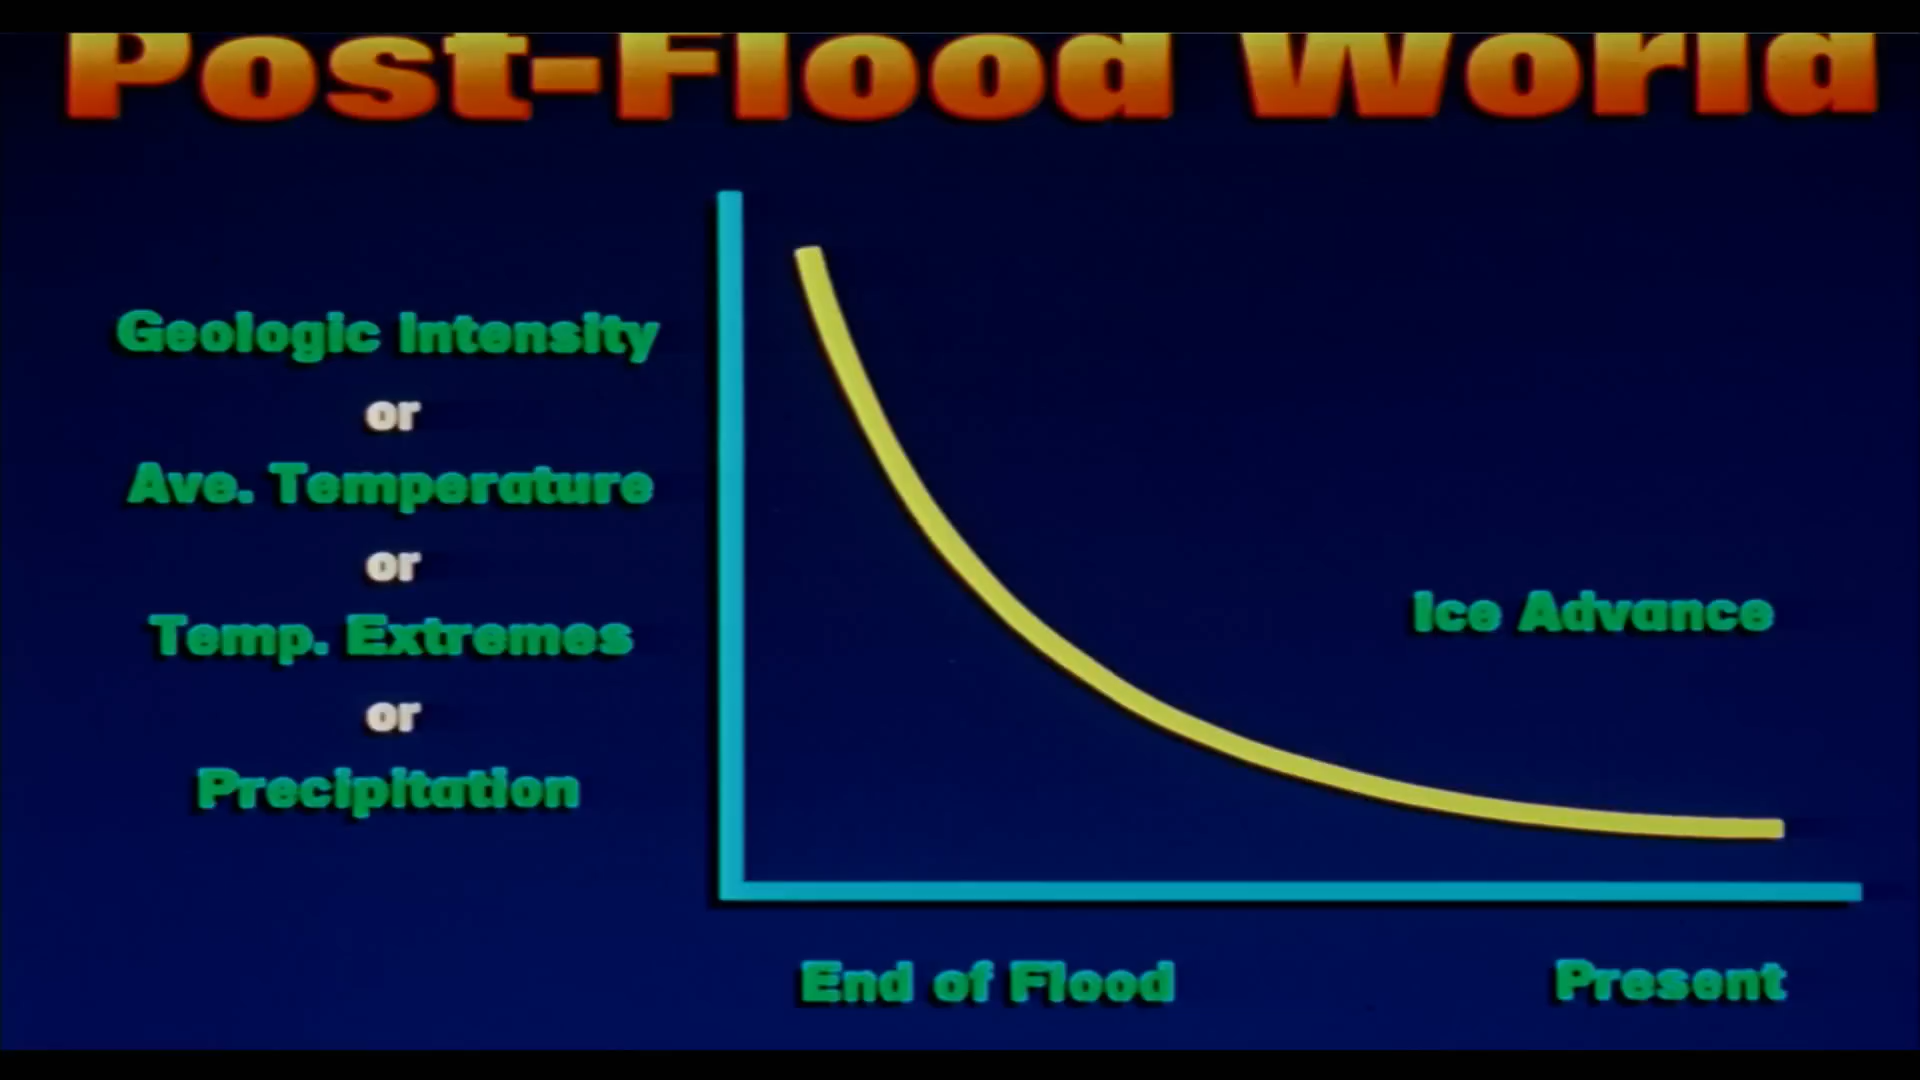 Post-Flood World
Geologic Intensity
or
Ave. Temperature
or
Temp. Extremes
or
Precipitation
Ice Advance
End of Flood
Present